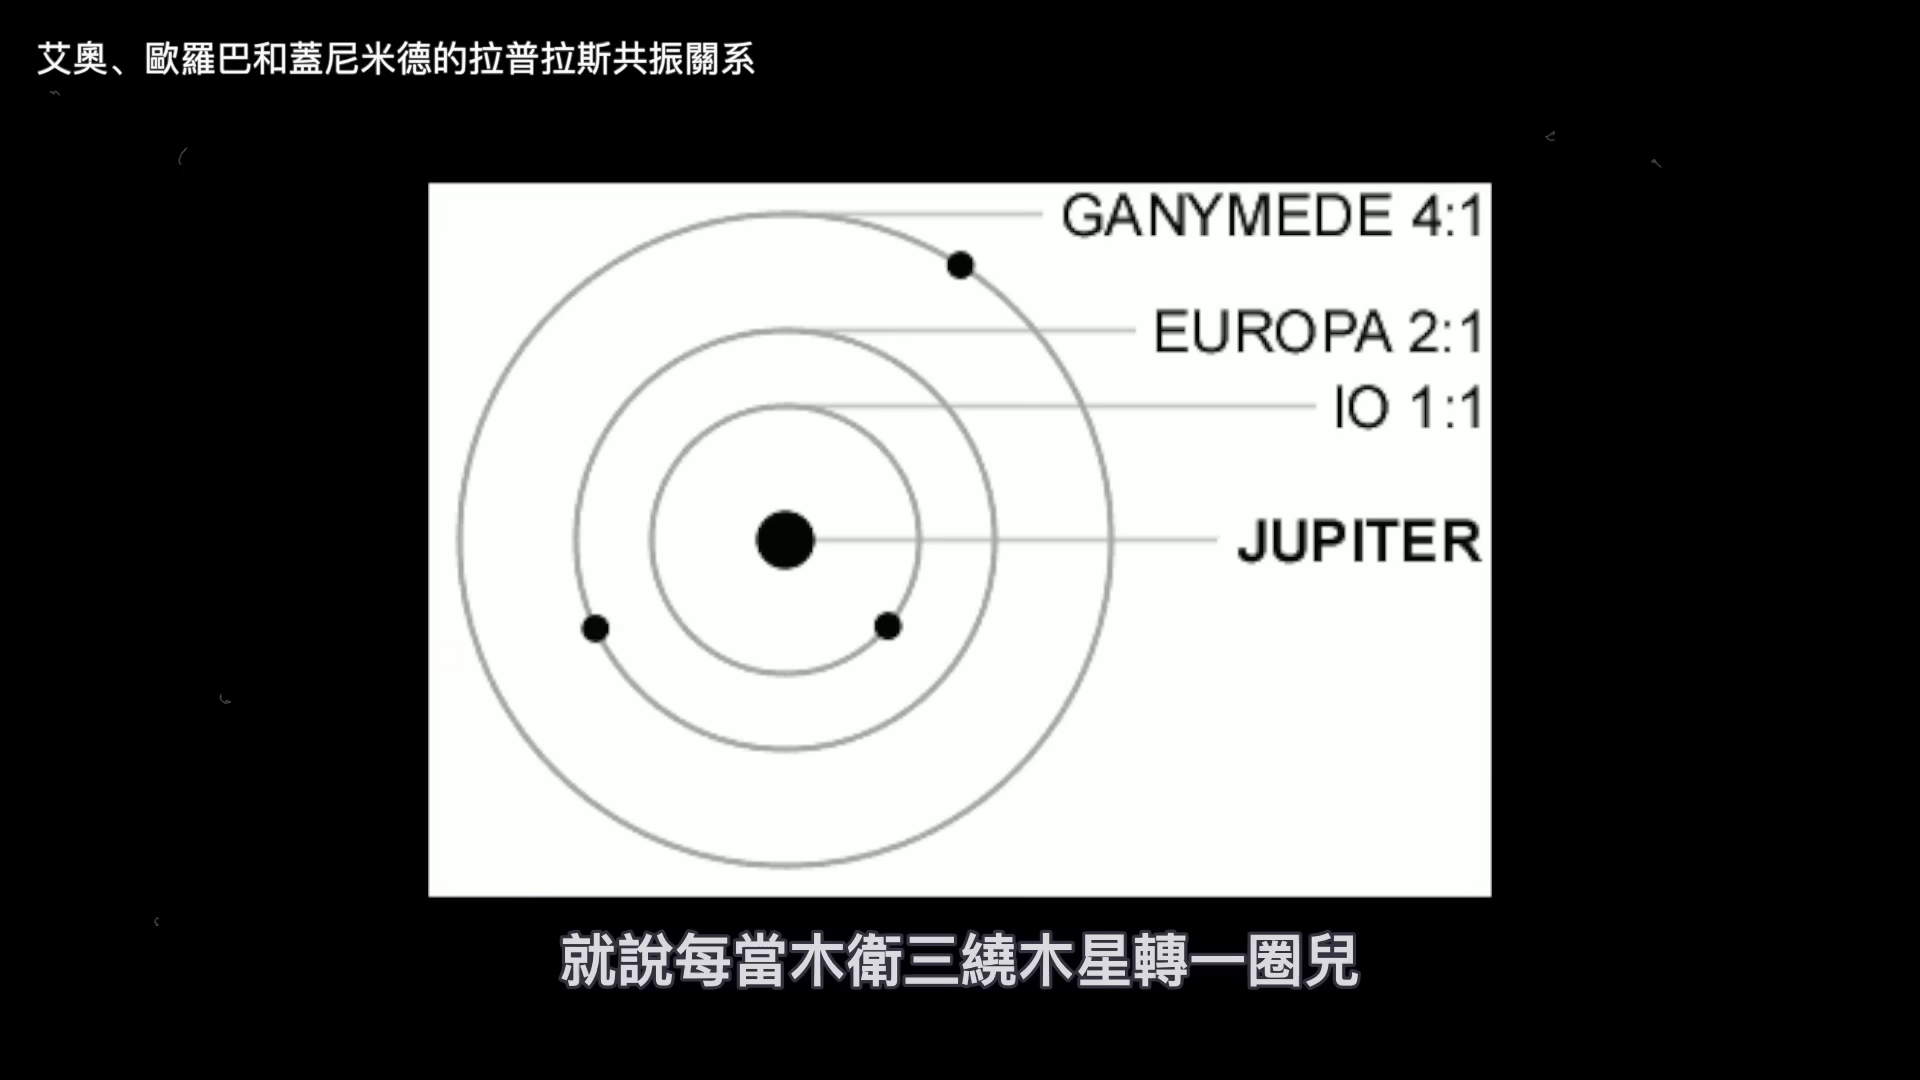 艾奧、歐羅巴和蓋尼米德的拉普拉斯共振關系
GANYMEDE 4:1
EUROPA 2:1
IO 1:1
JUPITER
就說每當木衛三繞木星轉一圈兒